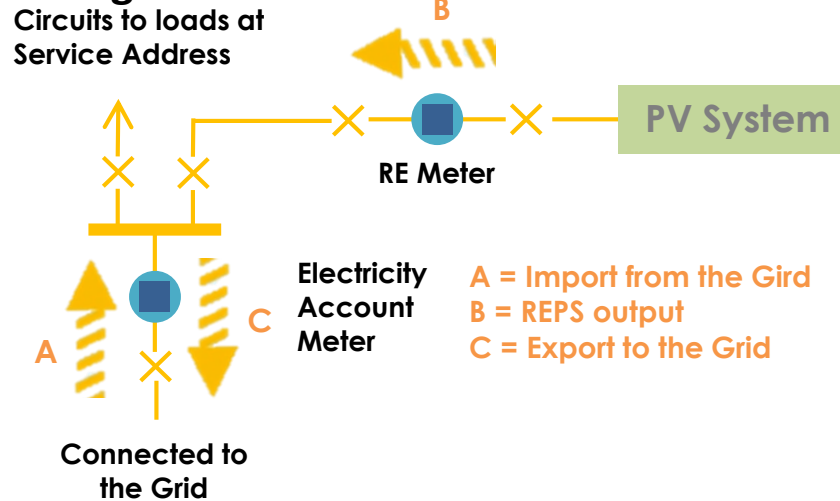 Circuits to loads at
Service Address
B
PV System
RE Meter
A
C
Electricity
Account
Meter
A = Import from the Gird
B = REPS output
C = Export to the Grid
Connected to
the Grid